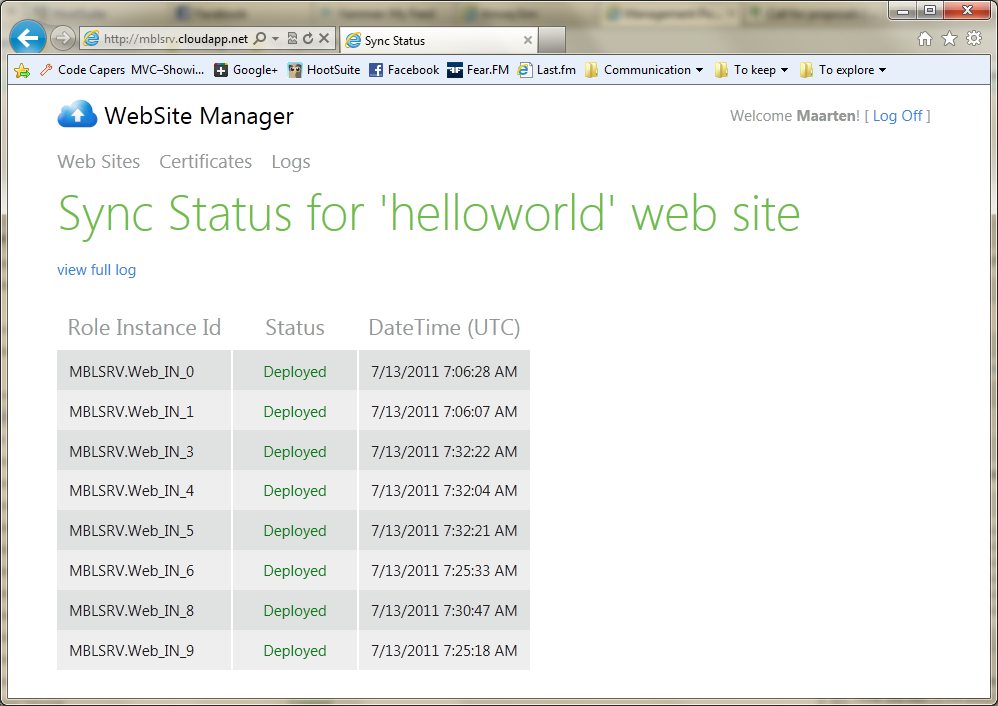 http://mblsrv.cloudapp.net
Sync Status
Code Capers MVC–Showi... Google+ HootSuite Facebook Fear.FM Last.fm Communication To keep To explore
WebSite Manager
Welcome Maarten! [ Log Off ]
Web Sites Certificates Logs
Sync Status for 'helloworld' web site
view full log
Role Instance Id Status DateTime (UTC)
MBLSRV.Web_IN_0 Deployed 7/13/2011 7:06:28 AM
MBLSRV.Web_IN_1 Deployed 7/13/2011 7:06:07 AM
MBLSRV.Web_IN_3 Deployed 7/13/2011 7:32:22 AM
MBLSRV.Web_IN_4 Deployed 7/13/2011 7:32:04 AM
MBLSRV.Web_IN_5 Deployed 7/13/2011 7:32:21 AM
MBLSRV.Web_IN_6 Deployed 7/13/2011 7:25:33 AM
MBLSRV.Web_IN_8 Deployed 7/13/2011 7:30:47 AM
MBLSRV.Web_IN_9 Deployed 7/13/2011 7:25:18 AM